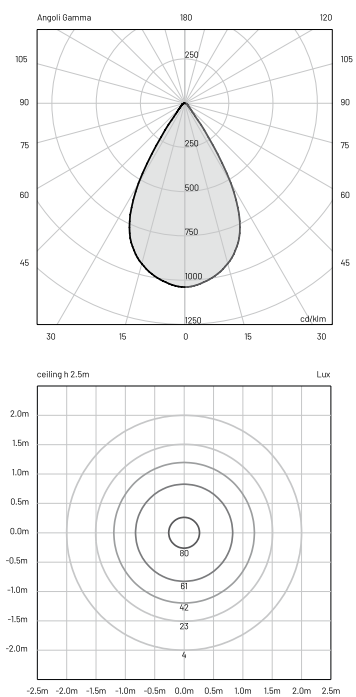 Angoli Gamma 180 120
250
105 105
90 90
250
75 75
500
60 60
750
45 45
1000
1250 cd/klm
30 15 0 15 30
ceiling h 2.5m Lux
2.0m
1.5m
1.0m
0.5m
0.0m
80
-0.5m
61
-1.0m
42
-1.5m
23
-2.0m
4
-2.5m -2.0m -1.5m -1.0m -0.5m 0.0m 0.5m 1.0m 1.5m 2.0m 2.5m